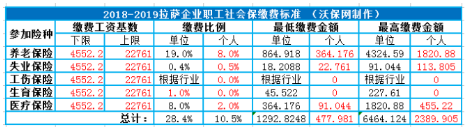 2018-2019拉萨企业职工社会保缴费标准 （沃保网制作）
参加险种 缴费工资基数 缴费比例 最低缴费金额 最高缴费金额
下限 上限 单位 个人 单位 个人 单位 个人
养老保险 4552.2 22761 19.0% 8.0% 864.918 364.176 4324.59 1820.88
失业保险 4552.2 22761 0.4% 0.5% 18.2088 22.761 91.044 113.805
工伤保险 4552.2 22761 根据行业 0 根据行业 0 根据行业 0
生育保险 4552.2 22761 1.0% 0.0% 45.522 0 227.61 0
医疗保险 4552.2 22761 8.0% 2.0% 364.176 91.044 1820.88 455.22
总计： 28.4% 10.5% 1292.8248 477.981 6464.124 2389.905